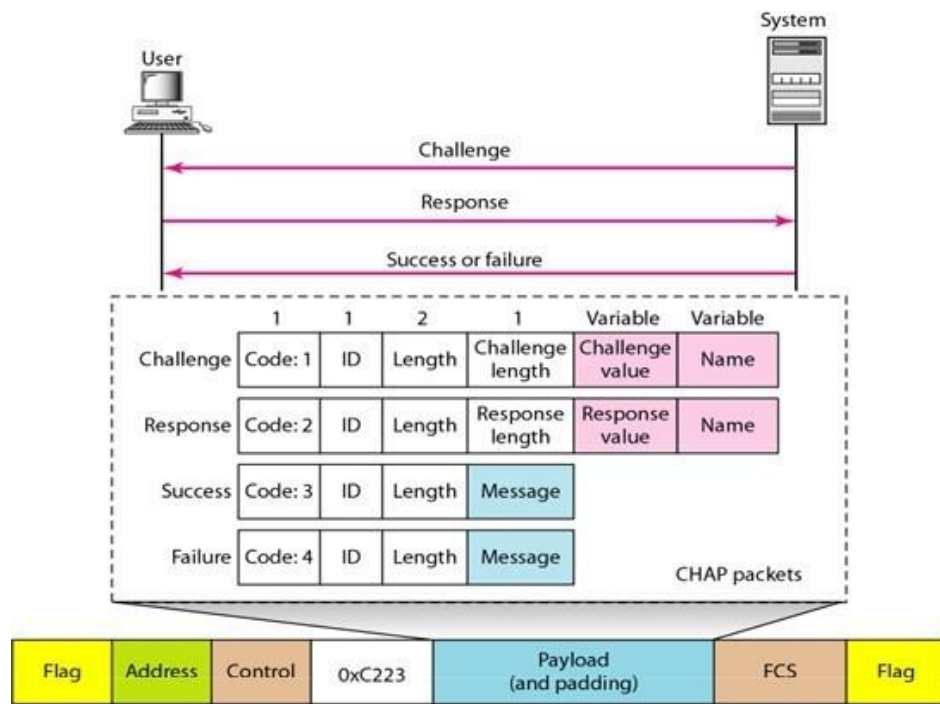 System
User
Challenge
Response
Success or failure
1 1 2 1 Variable Variable
Challenge Code: 1 ID Length Challenge length Challenge value Name
Response Code: 2 ID Length Response length Response value Name
Success Code: 3 ID Length Message
Failure Code: 4 ID Length Message
CHAP packets
Flag Address Control 0xC223 Payload (and padding) FCS Flag